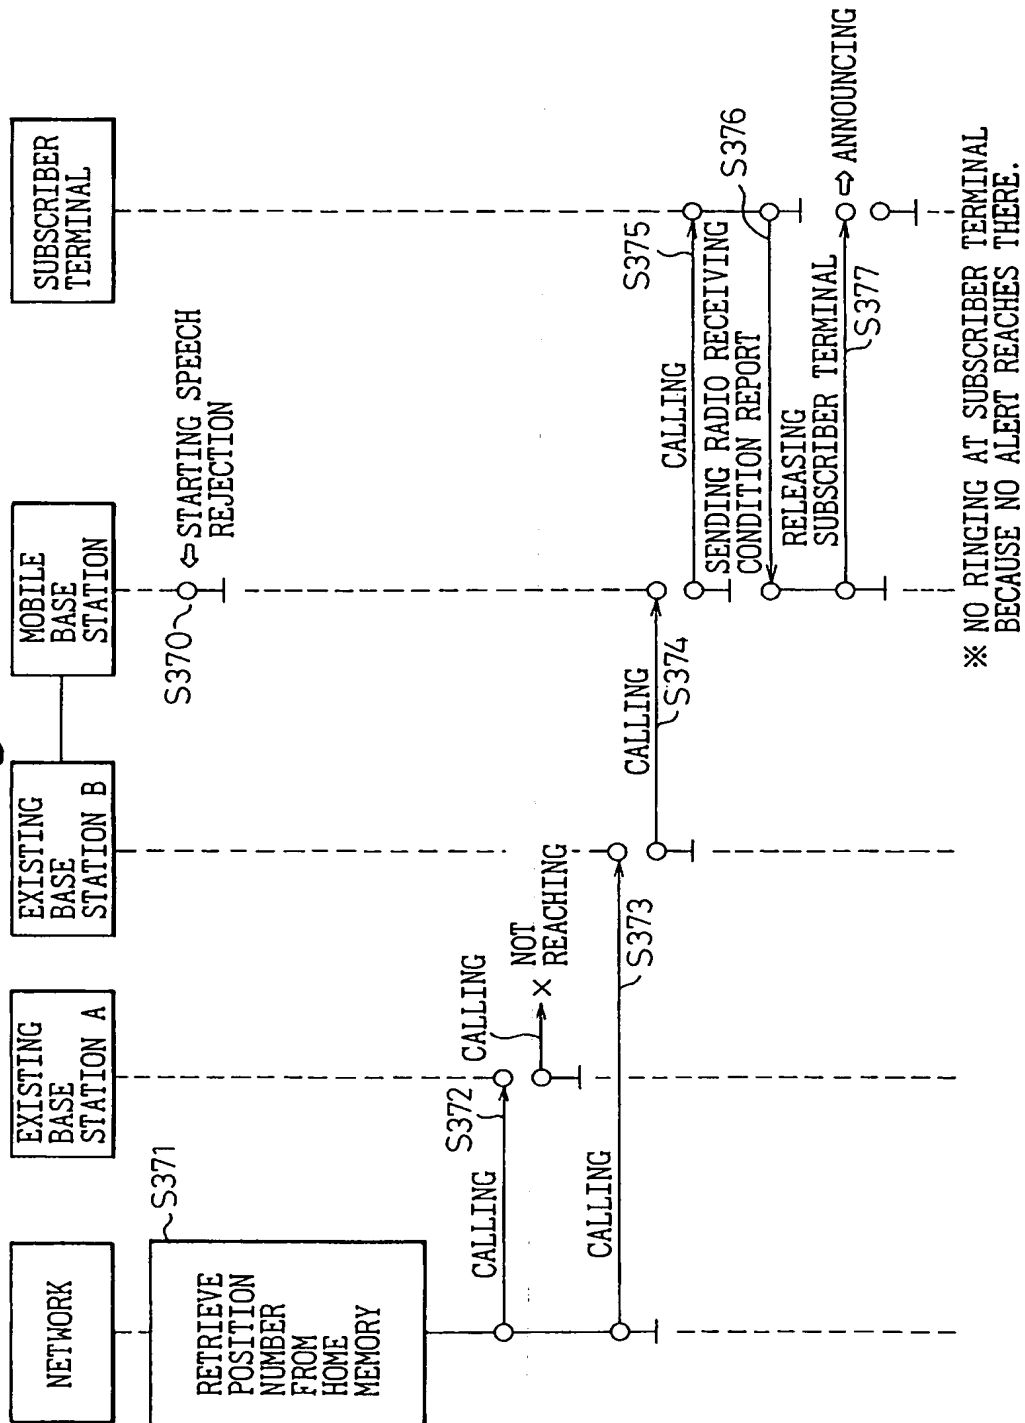 NETWORK
EXISTING
BASE
STATION A
EXISTING
BASE
STATION B
MOBILE
BASE
STATION
SUBSCRIBER
TERMINAL
S371
RETRIEVE
POSITION
NUMBER
FROM
HOME
MEMORY
S370
⇦STARTING SPEECH
REJECTION
CALLING
S372
CALLING
× NOT
REACHING
CALLING
S373
CALLING
S374
CALLING
S375
SENDING RADIO RECEIVING
CONDITION REPORT
S376
RELEASING
SUBSCRIBER TERMINAL
S377
⇨ ANNOUNCING
※ NO RINGING AT SUBSCRIBER TERMINAL
BECAUSE NO ALERT REACHES THERE.